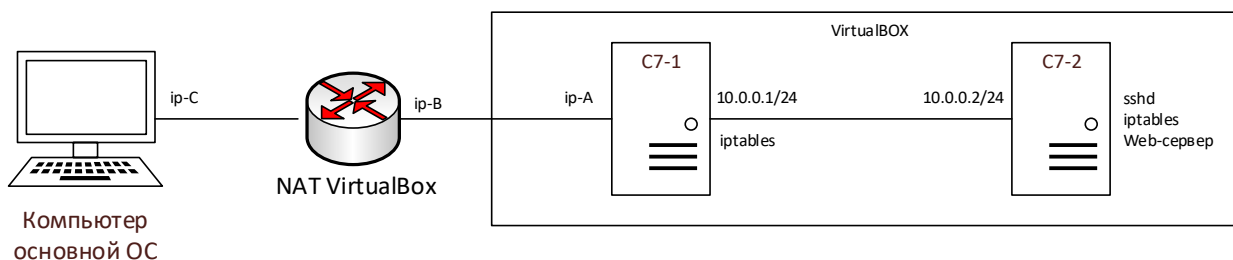 VirtualBOX
C7-1
C7-2
ip-C
ip-B
ip-A
10.0.0.1/24
10.0.0.2/24
sshd
iptables
Web-сервер
iptables
NAT VirtualBox
Компьютер
основной ОС